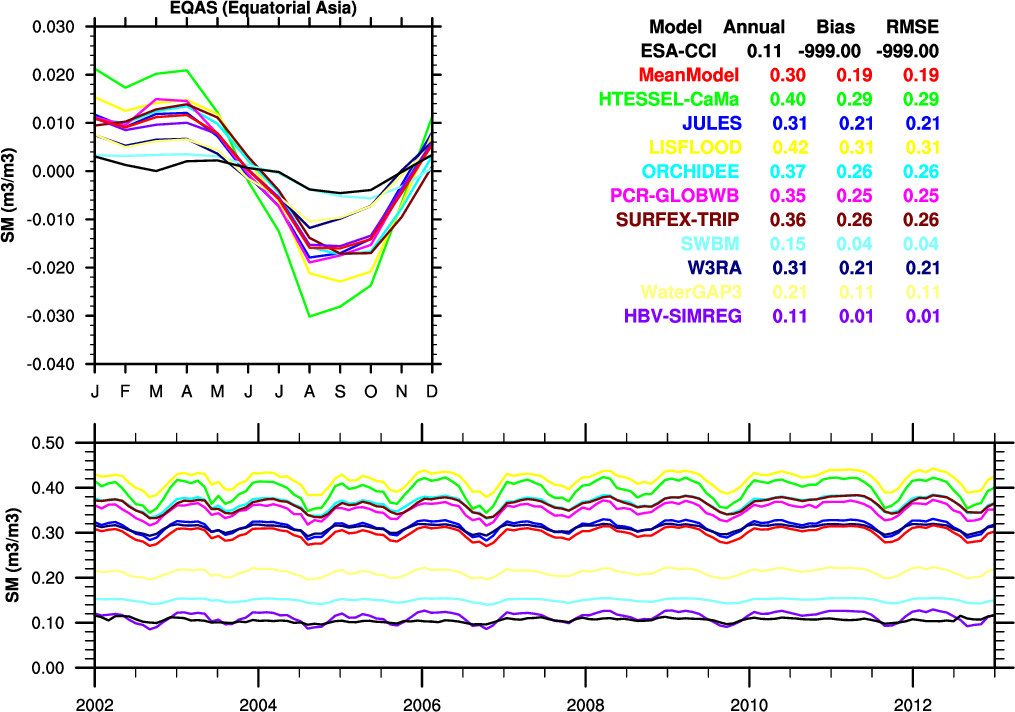 EQAS (Equatorial Asia)
0.030
0.020
0.010
0.000
-0.010
-0.020
-0.030
-0.040
SM (m3/m3)
J F M A M J J A S O N D
Model Annual Bias RMSE
ESA-CCI 0.11 -999.00 -999.00
MeanModel 0.30 0.19 0.19
HTESSEL-CaMa 0.40 0.29 0.29
JULES 0.31 0.21 0.21
LISFLOOD 0.42 0.31 0.31
ORCHIDEE 0.37 0.26 0.26
PCR-GLOBWB 0.35 0.25 0.25
SURFEX-TRIP 0.36 0.26 0.26
SWBM 0.15 0.04 0.04
W3RA 0.31 0.21 0.21
WaterGAP3 0.21 0.11 0.11
HBV-SIMREG 0.11 0.01 0.01
0.50
0.40
0.30
0.20
0.10
0.00
SM (m3/m3)
2002 2004 2006 2008 2010 2012